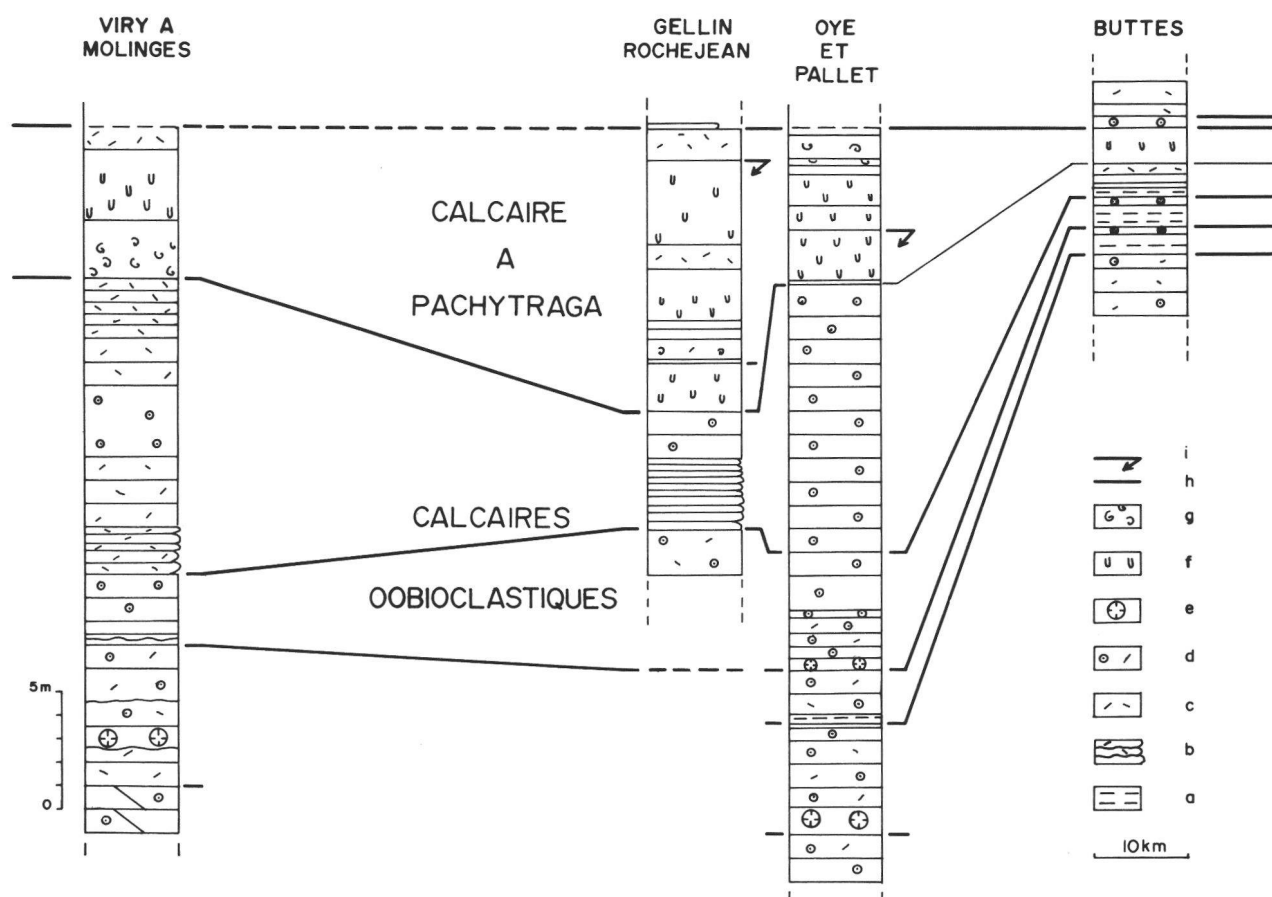 VIRY A
MOLINGES
GELLIN
ROCHEJEAN
OYE
ET
PALLET
BUTTES
CALCAIRE
A
PACHYTRAGA
CALCAIRES
OOBIOCLASTIQUES
5m
0
i
h
g
f
e
d
c
b
a
10km